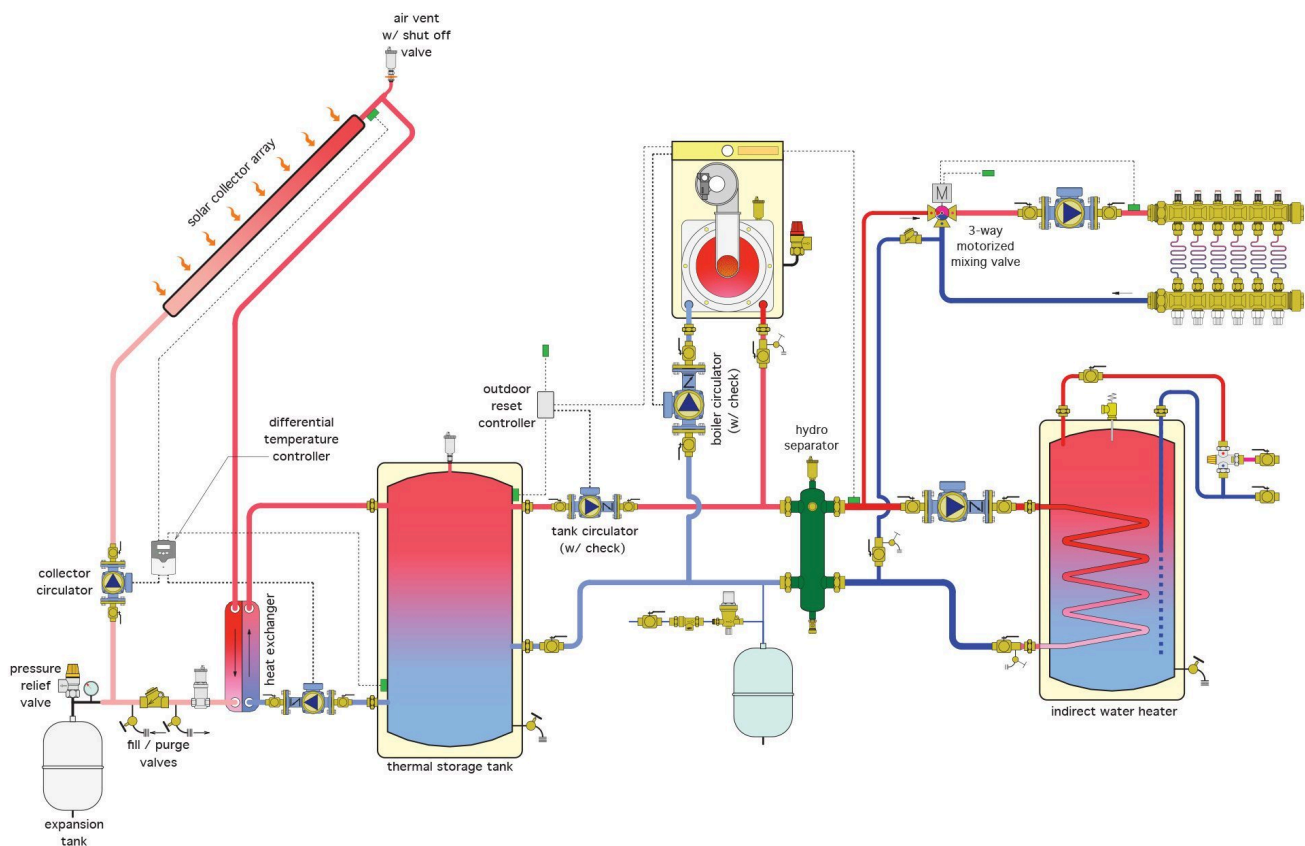 air vent
w/ shut off
valve
solar collector array
M
3-way
motorized
mixing valve
outdoor
reset
controller
boiler circulator
(w/ check)
differential
temperature
controller
hydro
separator
tank circulator
(w/ check)
collector
circulator
heat exchanger
pressure
relief
valve
fill / purge
valves
thermal storage tank
indirect water heater
expansion
tank